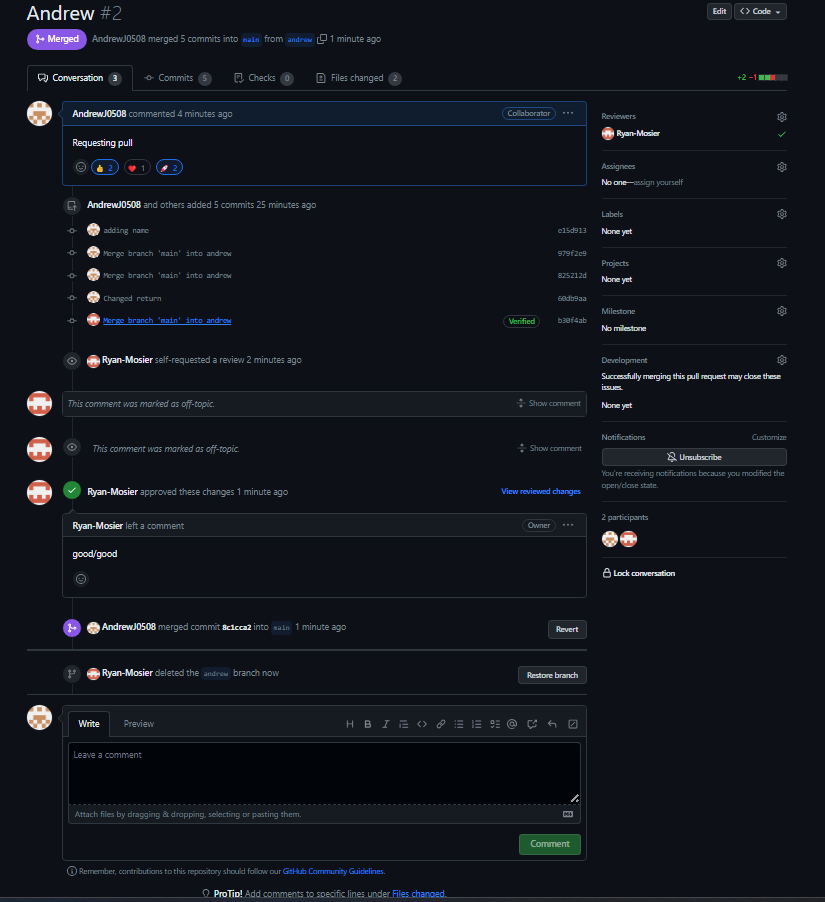 Andrew #2
Edit
Code
Merged AndrewJ0508 merged 5 commits into main from andrew 1 minute ago
Conversation 3 Commits 5 Checks 0 Files changed 2
+2 −1
AndrewJ0508 commented 4 minutes ago Collaborator ...
Requesting pull
👍 2 ❤️ 1 🚀 2
AndrewJ0508 and others added 5 commits 25 minutes ago
adding name e15d913
Merge branch 'main' into andrew 979f2e9
Merge branch 'main' into andrew 825212d
Changed return 60db9aa
Merge branch 'main' into andrew Verified b30f4ab
Ryan-Mosier self-requested a review 2 minutes ago
This comment was marked as off-topic. Show comment
This comment was marked as off-topic. Show comment
Ryan-Mosier approved these changes 1 minute ago View reviewed changes
Ryan-Mosier left a comment Owner ...
good/good
AndrewJ0508 merged commit 8c1cca2 into main 1 minute ago Revert
Ryan-Mosier deleted the andrew branch now Restore branch
Write Preview
Leave a comment
Attach files by dragging & dropping, selecting or pasting them.
Comment
Remember, contributions to this repository should follow our GitHub Community Guidelines.
ProTip! Add comments to specific lines under Files changed.
Reviewers
Ryan-Mosier
Assignees
No one—assign yourself
Labels
None yet
Projects
None yet
Milestone
No milestone
Development
Successfully merging this pull request may close these
issues.
None yet
Notifications Customize
Unsubscribe
You're receiving notifications because you modified the
open/close state.
2 participants
Lock conversation